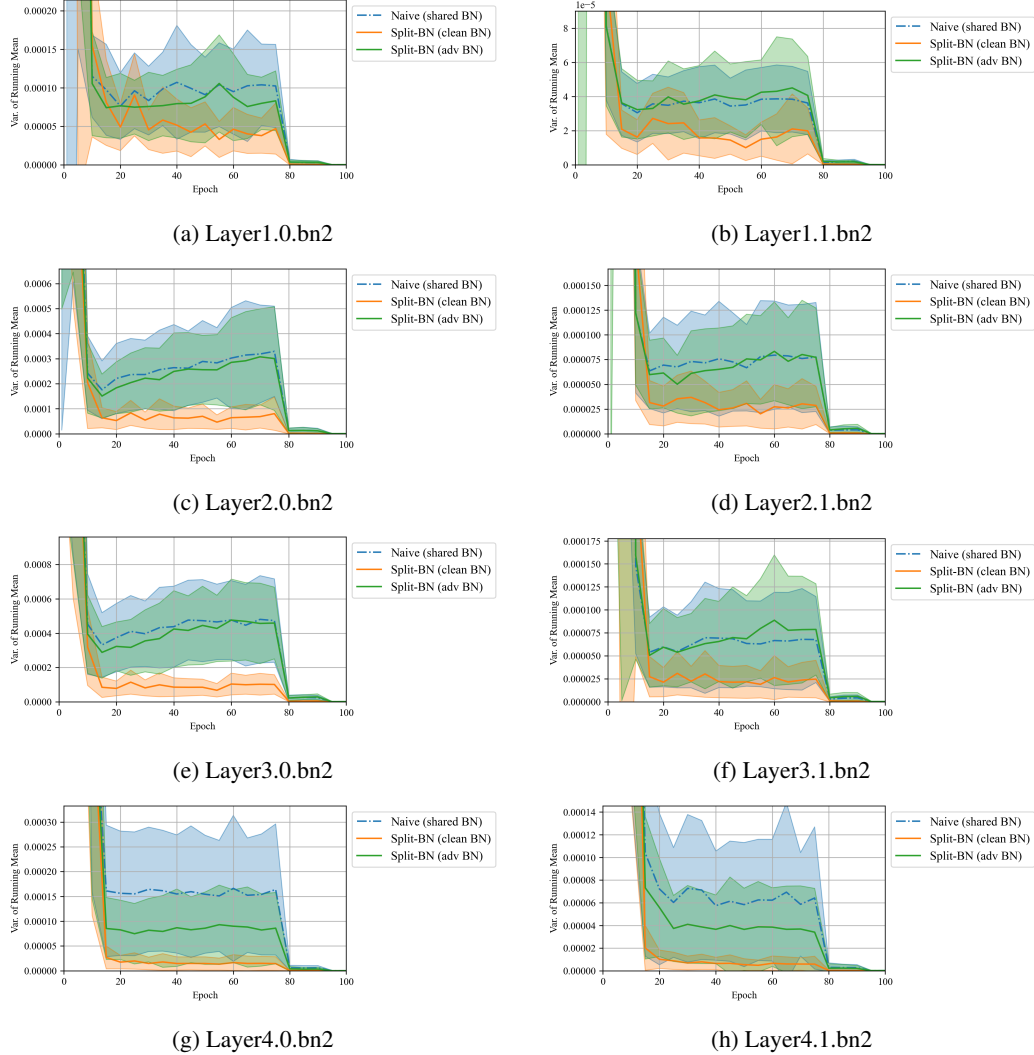 Var. of Running Mean
0.00020
0.00015
0.00010
0.00005
0.00000
0 20 40 60 80 100
Epoch
Naive (shared BN)
Split-BN (clean BN)
Split-BN (adv BN)
(a) Layer1.0.bn2
1e−5
Var. of Running Mean
8
6
4
2
0
0 20 40 60 80 100
Epoch
Naive (shared BN)
Split-BN (clean BN)
Split-BN (adv BN)
(b) Layer1.1.bn2
Var. of Running Mean
0.0006
0.0005
0.0004
0.0003
0.0002
0.0001
0.0000
0 20 40 60 80 100
Epoch
Naive (shared BN)
Split-BN (clean BN)
Split-BN (adv BN)
(c) Layer2.0.bn2
Var. of Running Mean
0.000150
0.000125
0.000100
0.000075
0.000050
0.000025
0.000000
0 20 40 60 80 100
Epoch
Naive (shared BN)
Split-BN (clean BN)
Split-BN (adv BN)
(d) Layer2.1.bn2
Var. of Running Mean
0.0008
0.0006
0.0004
0.0002
0.0000
0 20 40 60 80 100
Epoch
Naive (shared BN)
Split-BN (clean BN)
Split-BN (adv BN)
(e) Layer3.0.bn2
Var. of Running Mean
0.000175
0.000150
0.000125
0.000100
0.000075
0.000050
0.000025
0.000000
0 20 40 60 80 100
Epoch
Naive (shared BN)
Split-BN (clean BN)
Split-BN (adv BN)
(f) Layer3.1.bn2
Var. of Running Mean
0.00030
0.00025
0.00020
0.00015
0.00010
0.00005
0.00000
0 20 40 60 80 100
Epoch
Naive (shared BN)
Split-BN (clean BN)
Split-BN (adv BN)
(g) Layer4.0.bn2
Var. of Running Mean
0.00014
0.00012
0.00010
0.00008
0.00006
0.00004
0.00002
0.00000
0 20 40 60 80 100
Epoch
Naive (shared BN)
Split-BN (clean BN)
Split-BN (adv BN)
(h) Layer4.1.bn2